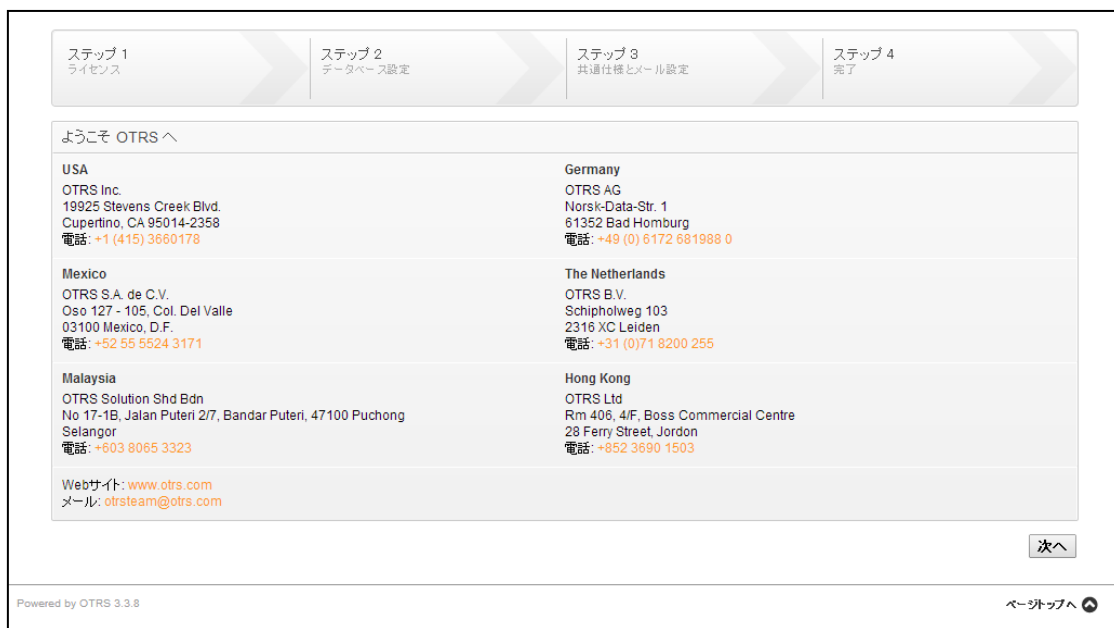 ステップ 1
ライセンス
ステップ 2
データベース設定
ステップ 3
共通仕様とメール設定
ステップ 4
完了
ようこそ OTRS へ
USA
OTRS Inc.
19925 Stevens Creek Blvd.
Cupertino, CA 95014-2358
電話: +1 (415) 3660178
Germany
OTRS AG
Norsk-Data-Str. 1
61352 Bad Homburg
電話: +49 (0) 6172 681988 0
Mexico
OTRS S.A. de C.V.
Oso 127 - 105, Col. Del Valle
03100 Mexico, D.F.
電話: +52 55 5524 3171
The Netherlands
OTRS B.V.
Schipholweg 103
2316 XC Leiden
電話: +31 (0)71 8200 255
Malaysia
OTRS Solution Shd Bdn
No 17-1B, Jalan Puteri 2/7, Bandar Puteri, 47100 Puchong
Selangor
電話: +603 8065 3323
Hong Kong
OTRS Ltd
Rm 406, 4/F, Boss Commercial Centre
28 Ferry Street, Jordon
電話: +852 3690 1503
Webサイト: www.otrs.com
メール: otrsteam@otrs.com
次へ
Powered by OTRS 3.3.8
ページトップへ